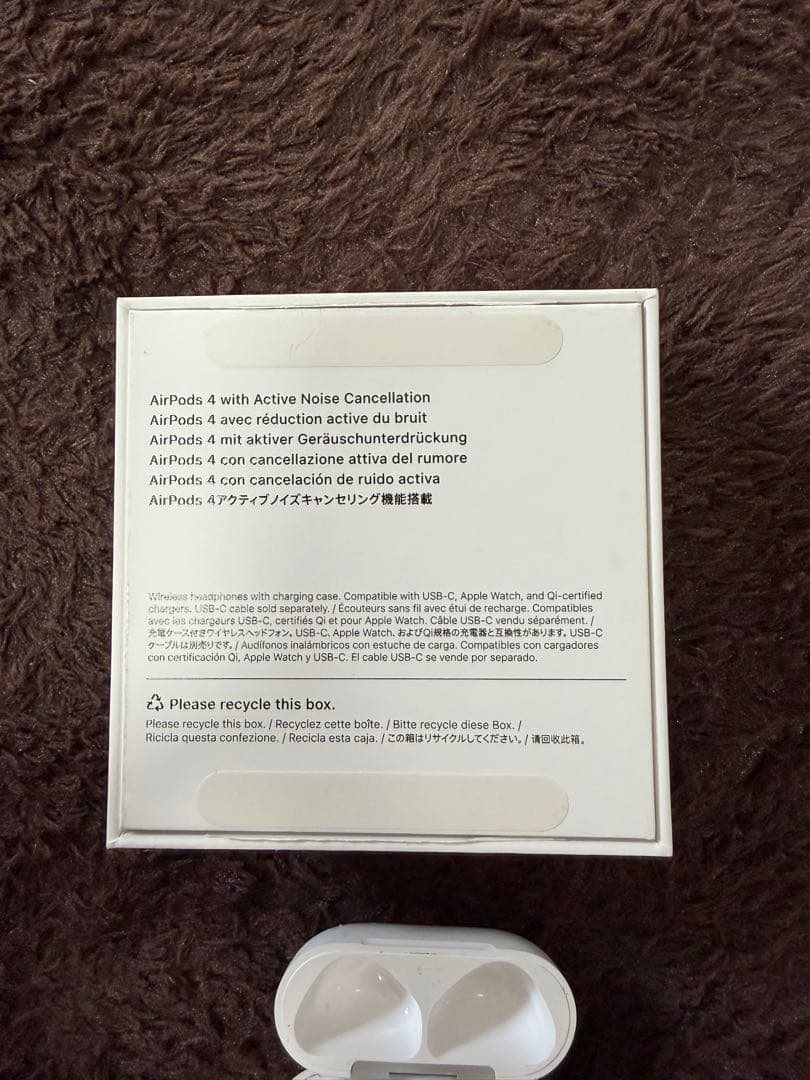 AirPods 4 with Active Noise Cancellation
AirPods 4 avec réduction active du bruit
AirPods 4 mit aktiver Geräuschunterdrückung
AirPods 4 con cancellazione attiva del rumore
AirPods 4 con cancelación de ruido activa
AirPods 4アクティブノイズキャンセリング機能搭載
Wireless headphones with charging case. Compatible with USB-C, Apple Watch, and Qi-certified
chargers. USB-C cable sold separately. / Écouteurs sans fil avec étui de recharge. Compatibles
avec les chargeurs USB-C, certifiés Qi et pour Apple Watch. Câble USB-C vendu séparément. /
充電ケース付きワイヤレスヘッドフォン。USB-C、Apple Watch、およびQi規格の充電器と互換性があります。USB-C
ケーブルは別売りです。/ Audífonos inalámbricos con estuche de carga. Compatibles con cargadores
con certificación Qi, Apple Watch y USB-C. El cable USB-C se vende por separado.
Please recycle this box.
Please recycle this box. / Recyclez cette boîte. / Bitte recycle diese Box. /
Ricicla questa confezione. / Recicla esta caja. / この箱はリサイクルしてください。/ 请回收此箱。